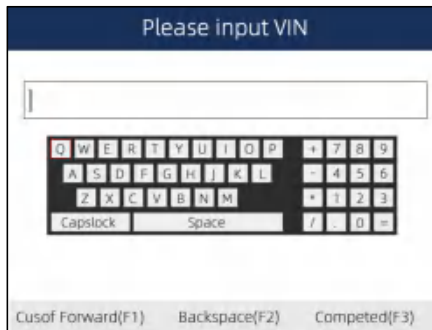 Please input VIN
Q W E R T Y U I O P + 7 8 9
A S D F G H J K L - 4 5 6
Z X C V B N M * 1 2 3
Capslock Space / . 0 =
Cusof Forward(F1) Backspace(F2) Competed(F3)